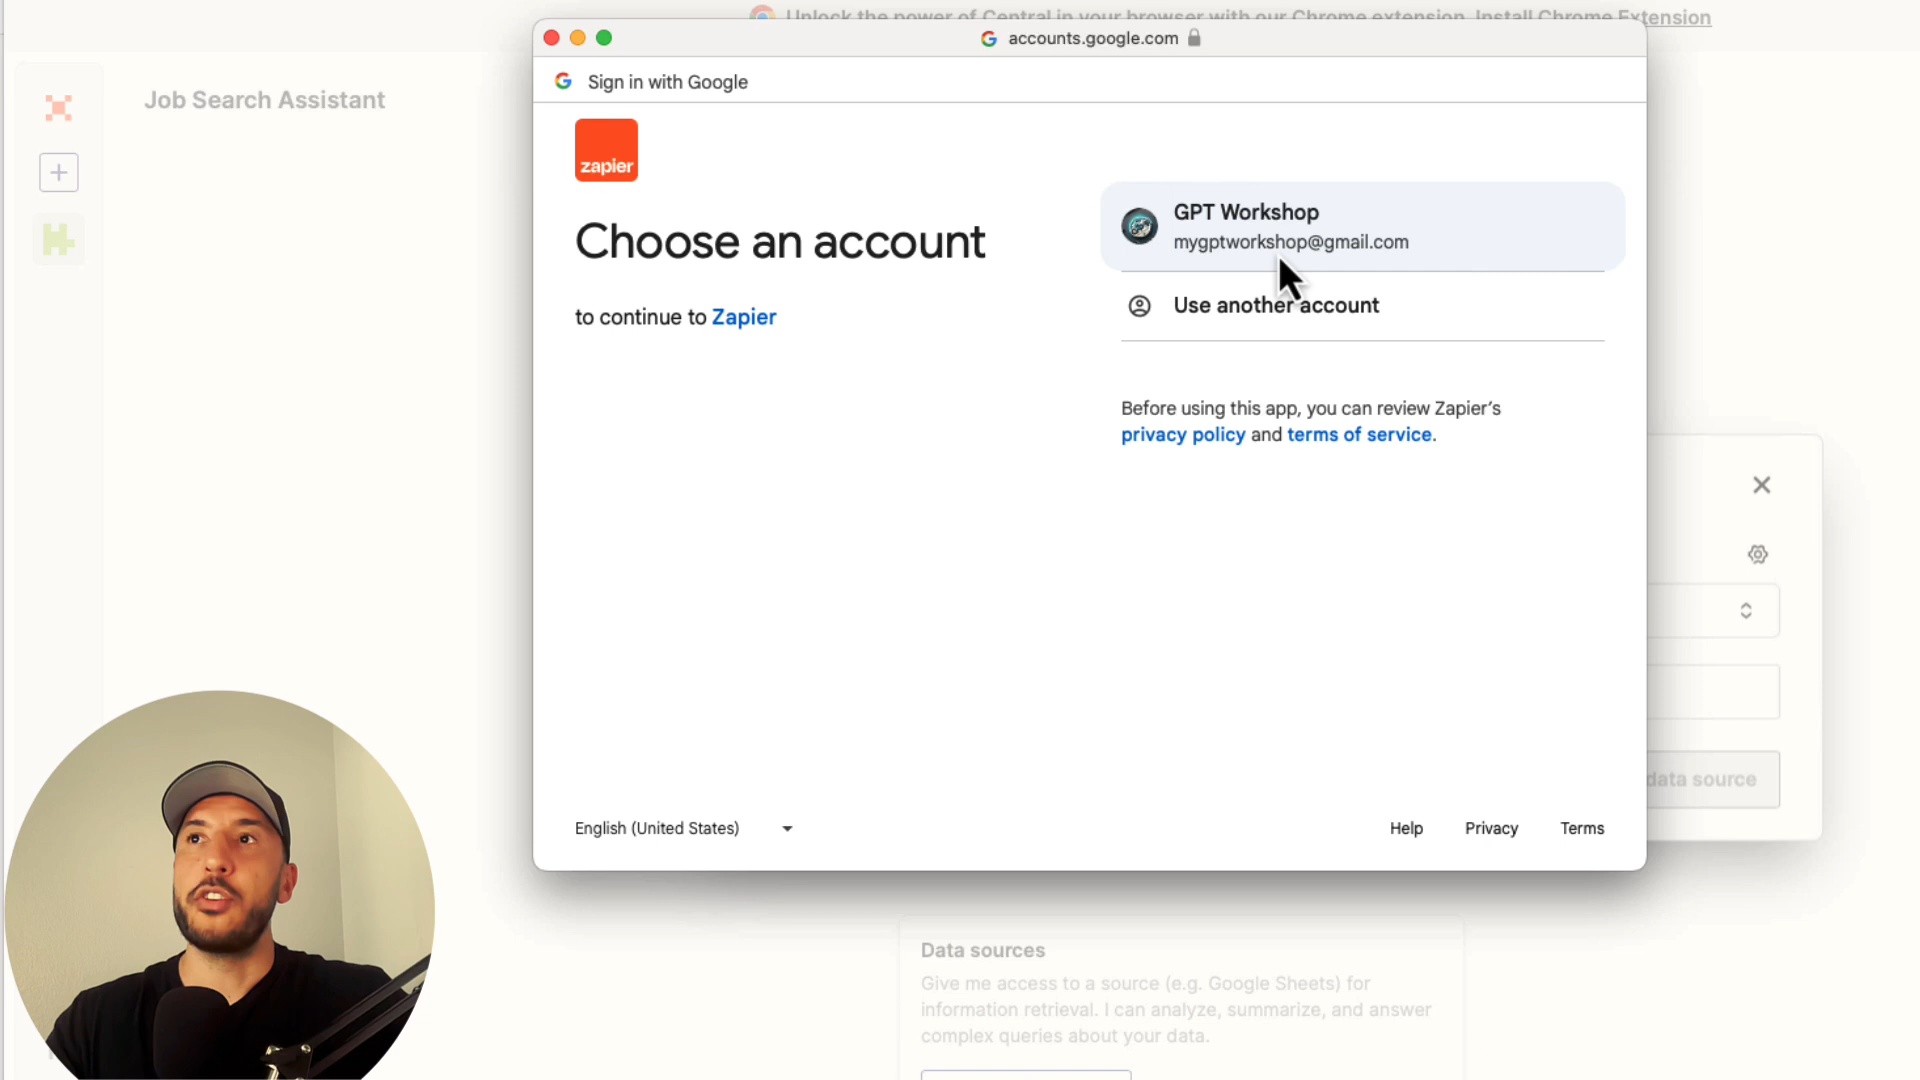 Unlock the power of Central in your browser with our Chrome extension. Install Chrome Extension
accounts.google.com
Sign in with Google
Job Search Assistant
zapier
GPT Workshop
mygptworkshop@gmail.com
Choose an account
Use another account
to continue to Zapier
Before using this app, you can review Zapier's
privacy policy and terms of service.
data source
English (United States)
Help
Privacy
Terms
Data sources
Give me access to a source (e.g. Google Sheets) for
information retrieval. I can analyze, summarize, and answer
complex queries about your data.